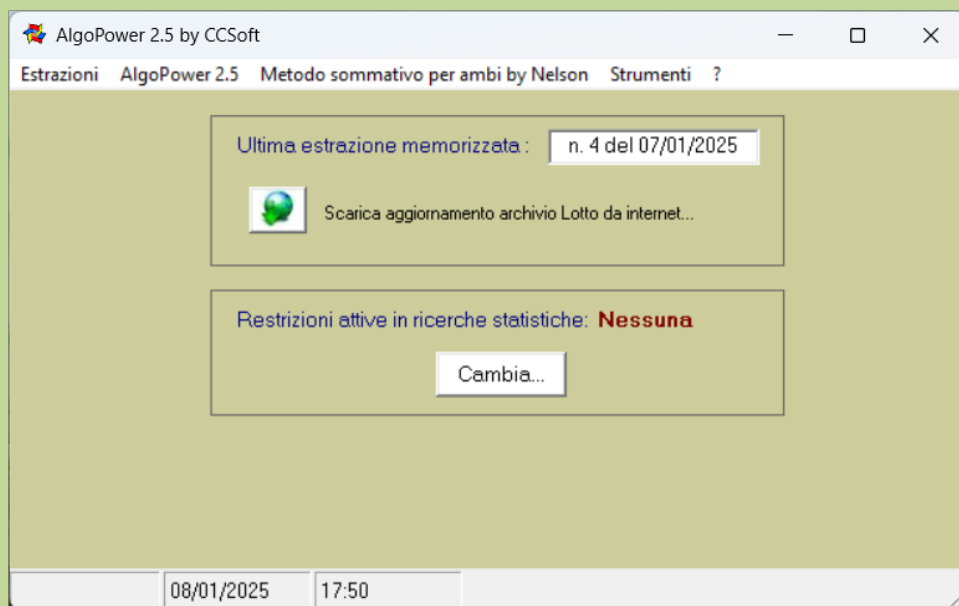 AlgoPower 2.5 by CCSoft
Estrazioni AlgoPower 2.5 Metodo sommativo per ambi by Nelson Strumenti ?
Ultima estrazione memorizzata : n. 4 del 07/01/2025
Scarica aggiornamento archivio Lotto da internet...
Restrizioni attive in ricerche statistiche: Nessuna
Cambia...
08/01/2025 17:50